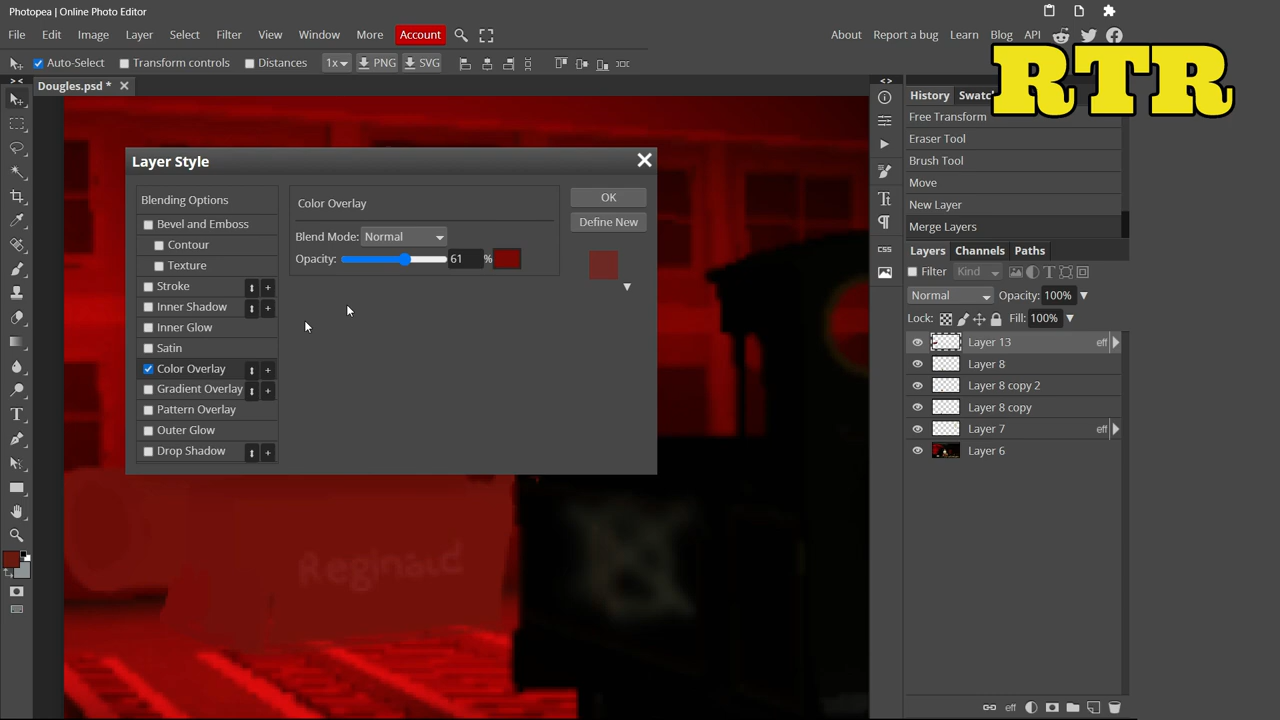 Photopea | Online Photo Editor
File Edit Image Layer Select Filter View Window More Account About Report a bug Learn Blog API
Auto-Select Transform controls Distances 1x PNG SVG
RTR
Dougles.psd * 
History Swatc
Free Transform
Eraser Tool
Brush Tool
Move
New Layer
Merge Layers
Layer Style
Blending Options
Bevel and Emboss
Contour
Texture
Stroke
Inner Shadow
Inner Glow
Satin
Color Overlay
Gradient Overlay
Pattern Overlay
Outer Glow
Drop Shadow
Color Overlay
Blend Mode: Normal
Opacity: 61 %
OK
Define New
Layers Channels Paths
Filter Kind
Normal Opacity: 100%
Lock: Fill: 100%
Layer 13 eff
Layer 8
Layer 8 copy 2
Layer 8 copy
Layer 7 eff
Layer 6
Reginald
css
eff